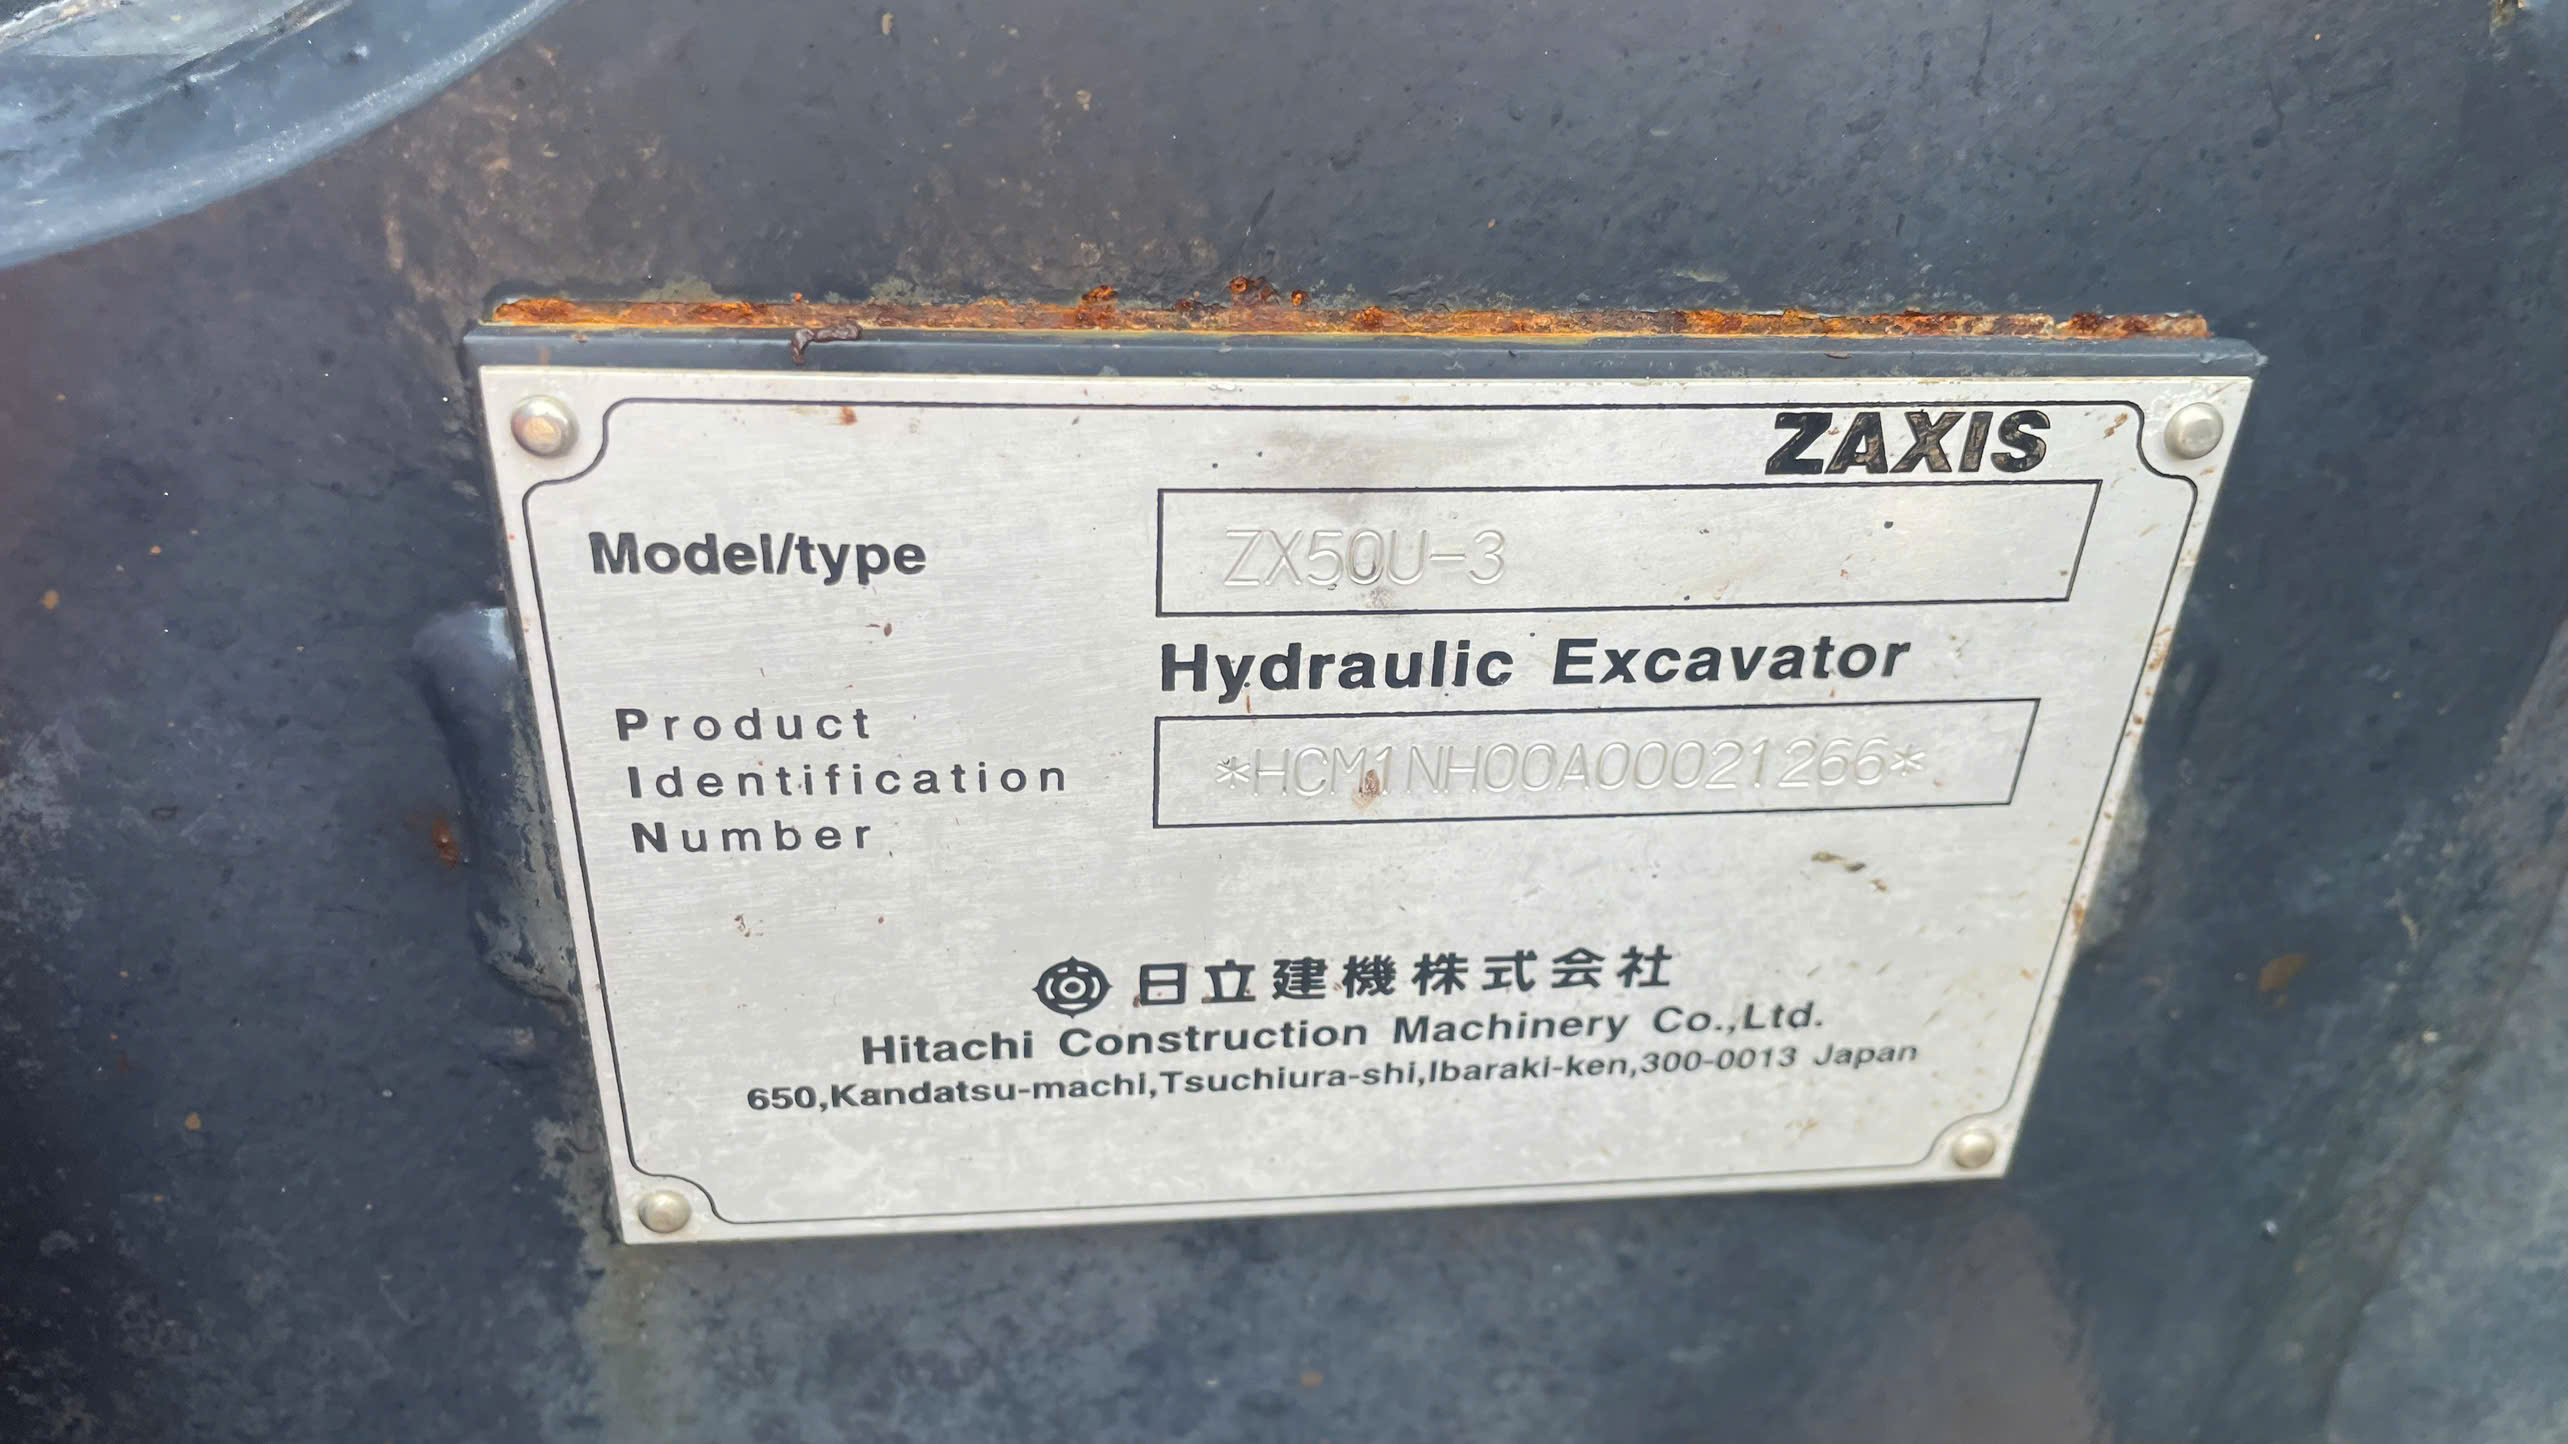 ZAXIS
Model/type ZX50U-3
Hydraulic Excavator
Product
Identification
Number
*HCM1NH00A00021266*
日立建機株式会社
Hitachi Construction Machinery Co.,Ltd.
650,Kandatsu-machi,Tsuchiura-shi,Ibaraki-ken,300-0013 Japan